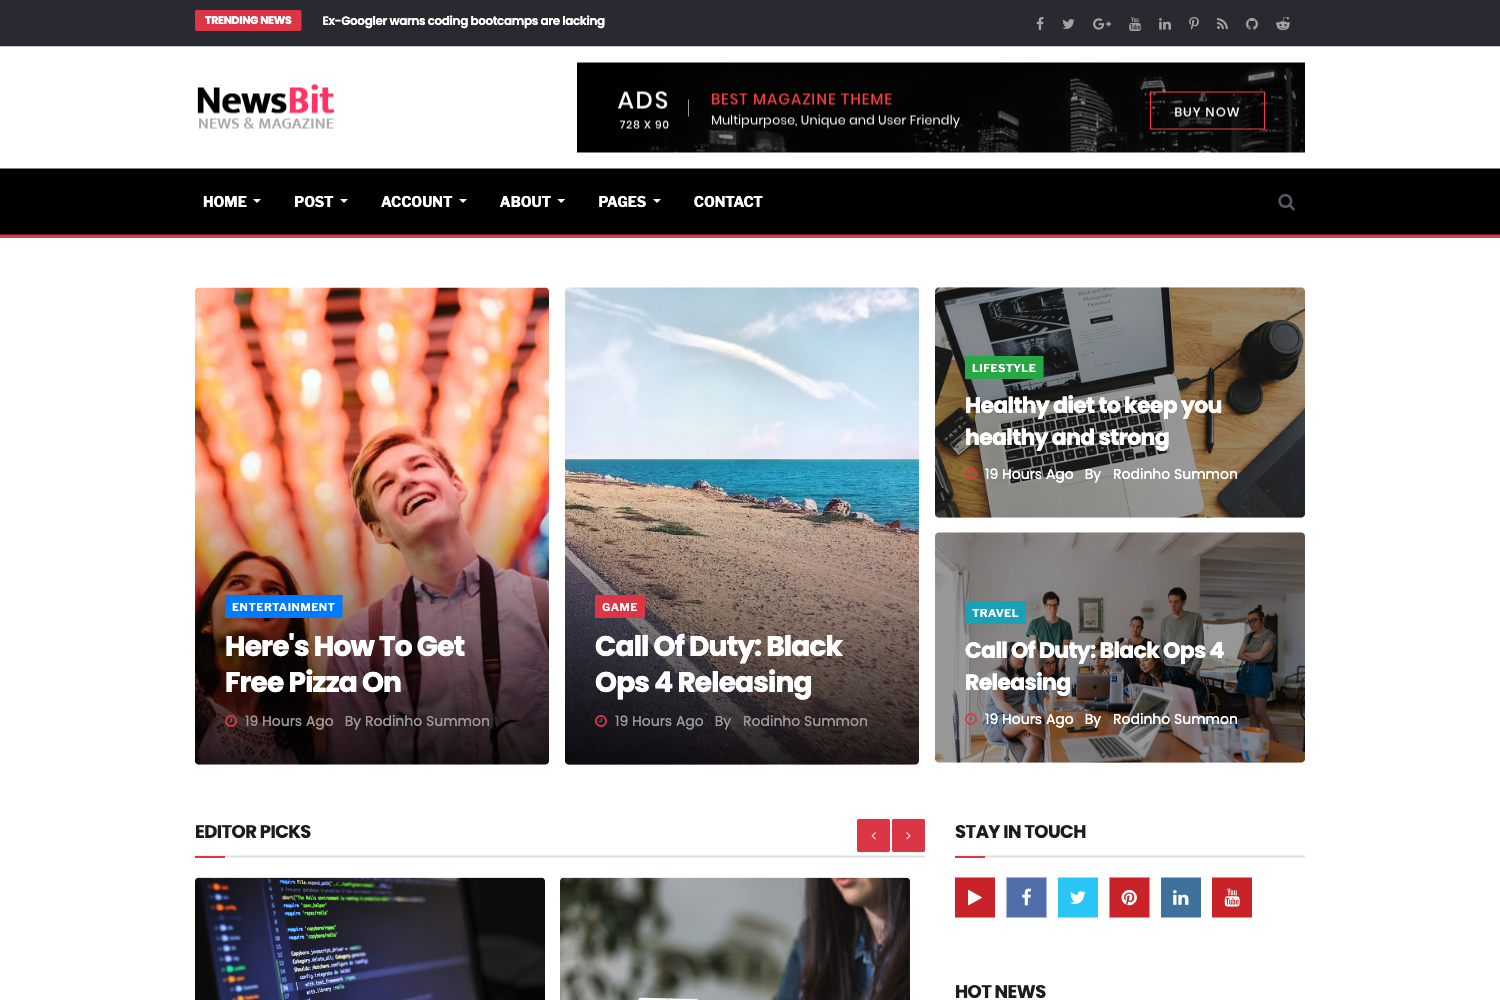 TRENDING NEWS
Ex-Googler warns coding bootcamps are lacking
NewsBit
NEWS & MAGAZINE
ADS
728 X 90
BEST MAGAZINE THEME
Multipurpose, Unique and User Friendly
BUY NOW
HOME
POST
ACCOUNT
ABOUT
PAGES
CONTACT
ENTERTAINMENT
Here's How To Get
Free Pizza On
19 Hours Ago By Rodinho Summon
GAME
Call Of Duty: Black
Ops 4 Releasing
19 Hours Ago By Rodinho Summon
LIFESTYLE
Healthy diet to keep you
healthy and strong
19 Hours Ago By Rodinho Summon
TRAVEL
Call Of Duty: Black Ops 4
Releasing
19 Hours Ago By Rodinho Summon
EDITOR PICKS
STAY IN TOUCH
You
Tube
HOT NEWS